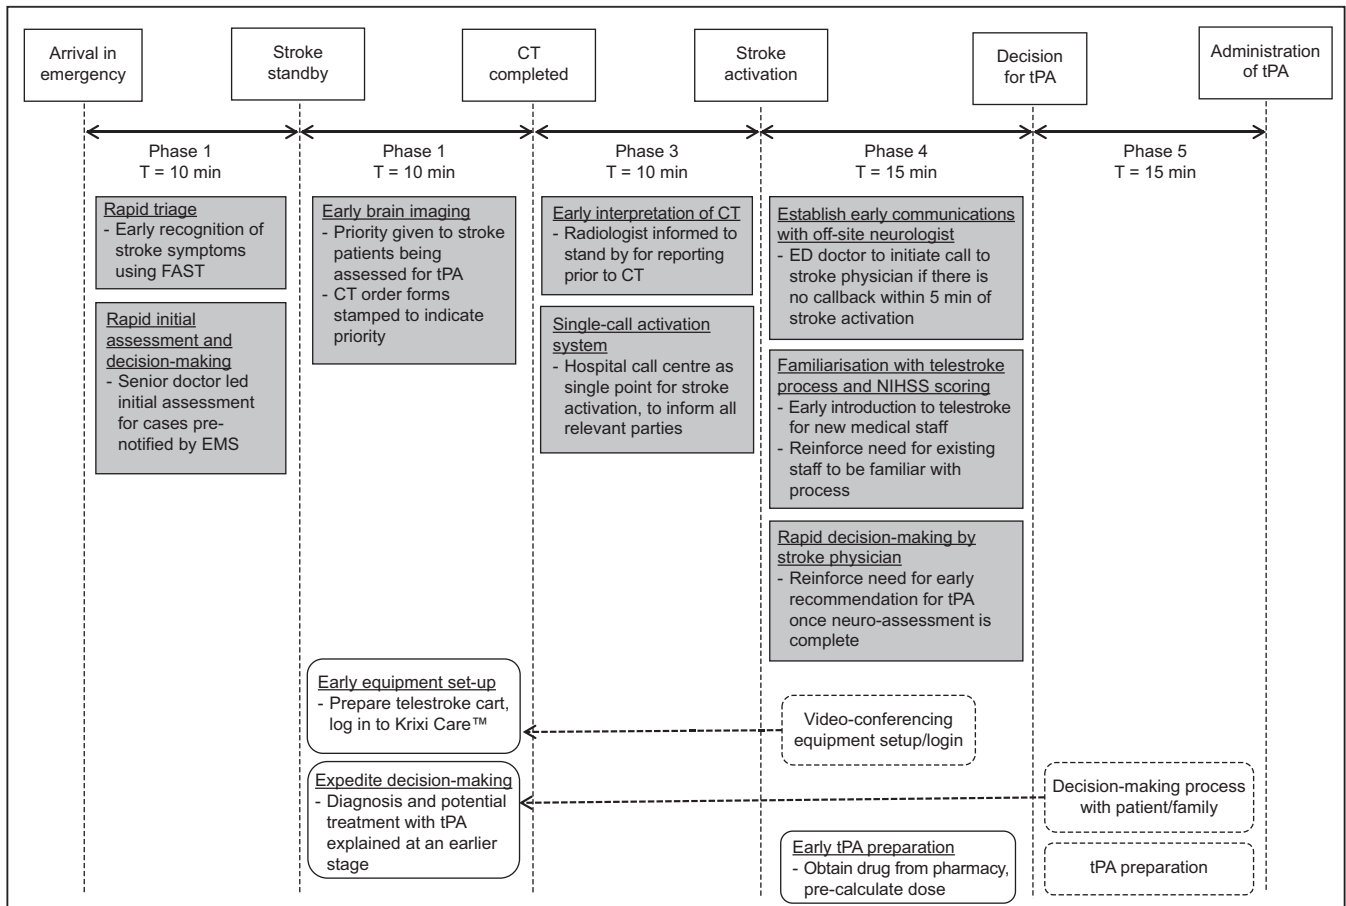 Arrival in
emergency
Stroke
standby
CT
completed
Stroke
activation
Decision
for tPA
Administration
of tPA
Phase 1
T = 10 min
Phase 1
T = 10 min
Phase 3
T = 10 min
Phase 4
T = 15 min
Phase 5
T = 15 min
Rapid triage
- Early recognition of
stroke symptoms
using FAST
Rapid initial
assessment and
decision-making
- Senior doctor led
initial assessment
for cases pre-
notified by EMS
Early brain imaging
- Priority given to stroke
patients being
assessed for tPA
- CT order forms
stamped to indicate
priority
Early interpretation of CT
- Radiologist informed to
stand by for reporting
prior to CT
Single-call activation
system
- Hospital call centre as
single point for stroke
activation, to inform all
relevant parties
Establish early communications
with off-site neurologist
- ED doctor to initiate call to
stroke physician if there is
no callback within 5 min of
stroke activation
Familiarisation with telestroke
process and NIHSS scoring
- Early introduction to telestroke
for new medical staff
- Reinforce need for existing
staff to be familiar with
process
Rapid decision-making by
stroke physician
- Reinforce need for early
recommendation for tPA
once neuro-assessment is
complete
Early equipment set-up
- Prepare telestroke cart,
log in to Krixi Care™
Video-conferencing
equipment setup/login
Expedite decision-making
- Diagnosis and potential
treatment with tPA
explained at an earlier
stage
Decision-making process
with patient/family
Early tPA preparation
- Obtain drug from pharmacy,
pre-calculate dose
tPA preparation